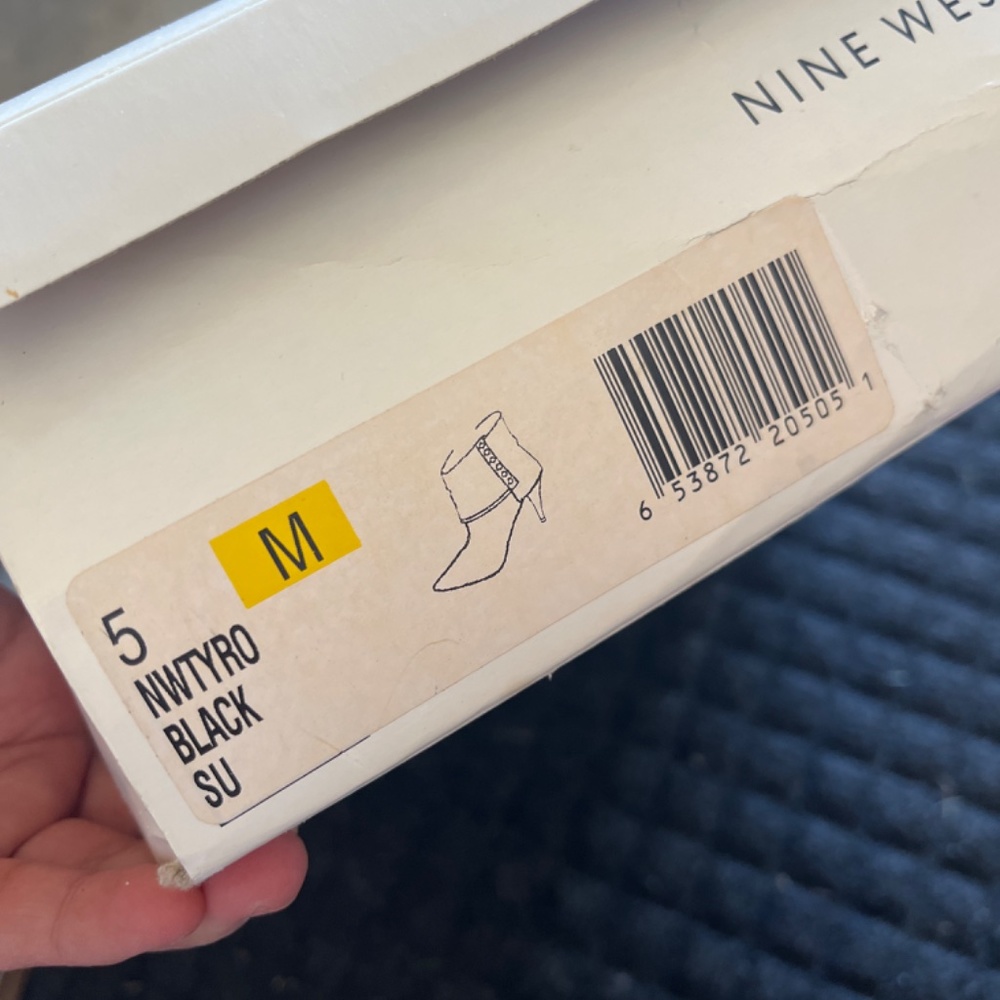 NINE WES
M
5
NWTYRO
BLACK
SU
6 53872 20505 1